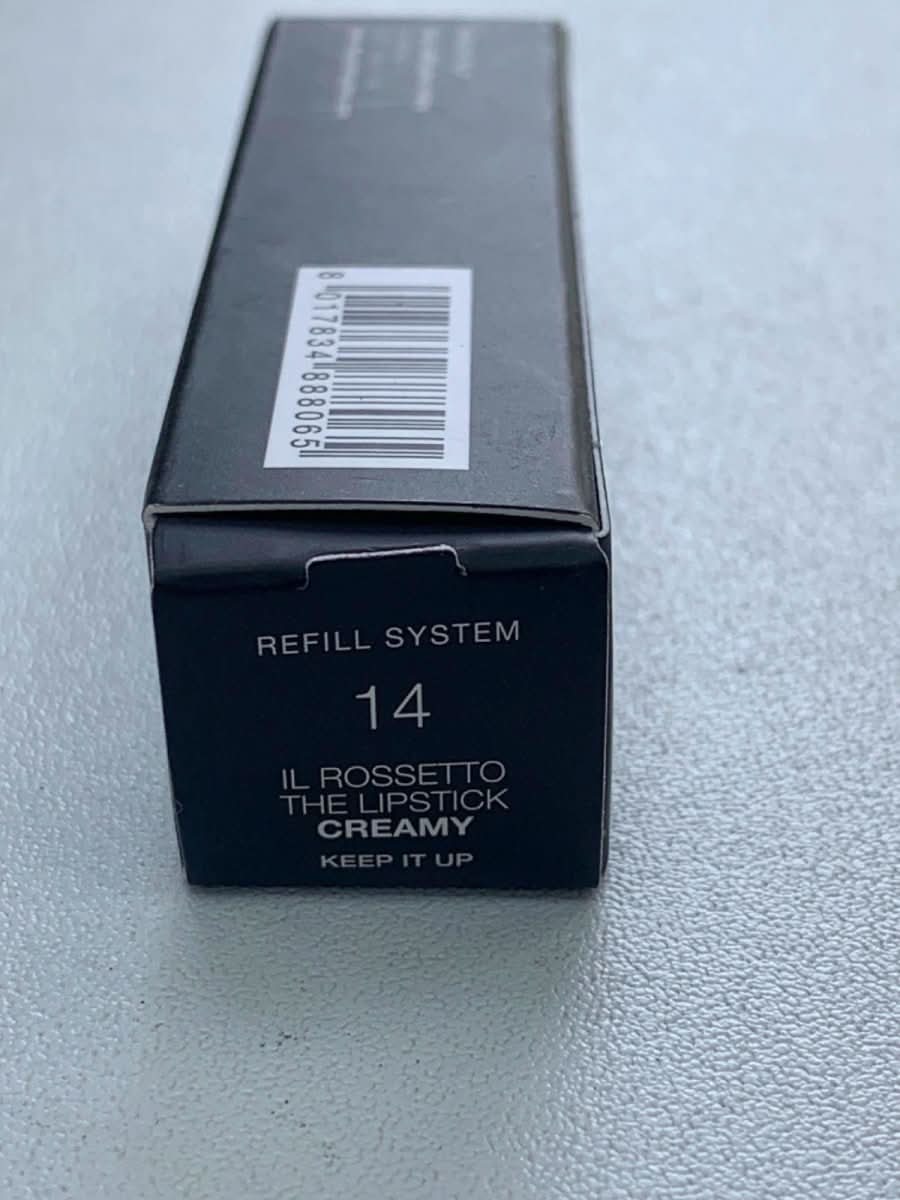 8 017834 888065
REFILL SYSTEM
14
IL ROSSETTO
THE LIPSTICK
CREAMY
KEEP IT UP